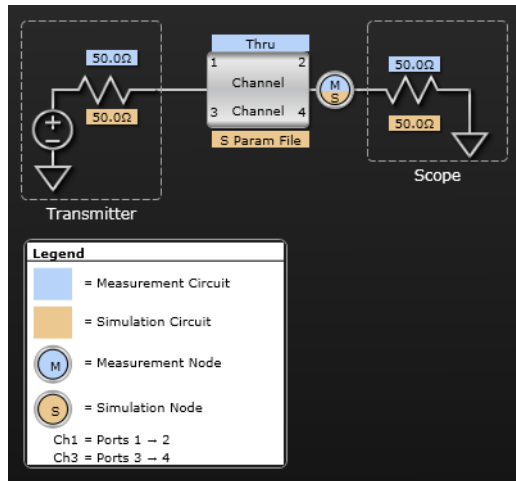 Thru
50.0Ω
1 2
50.0Ω
M
Channel
S
50.0Ω
3 Channel 4
50.0Ω
S Param File
Scope
Transmitter
Legend
= Measurement Circuit
= Simulation Circuit
M = Measurement Node
S = Simulation Node
Ch1 = Ports 1 → 2
Ch3 = Ports 3 → 4